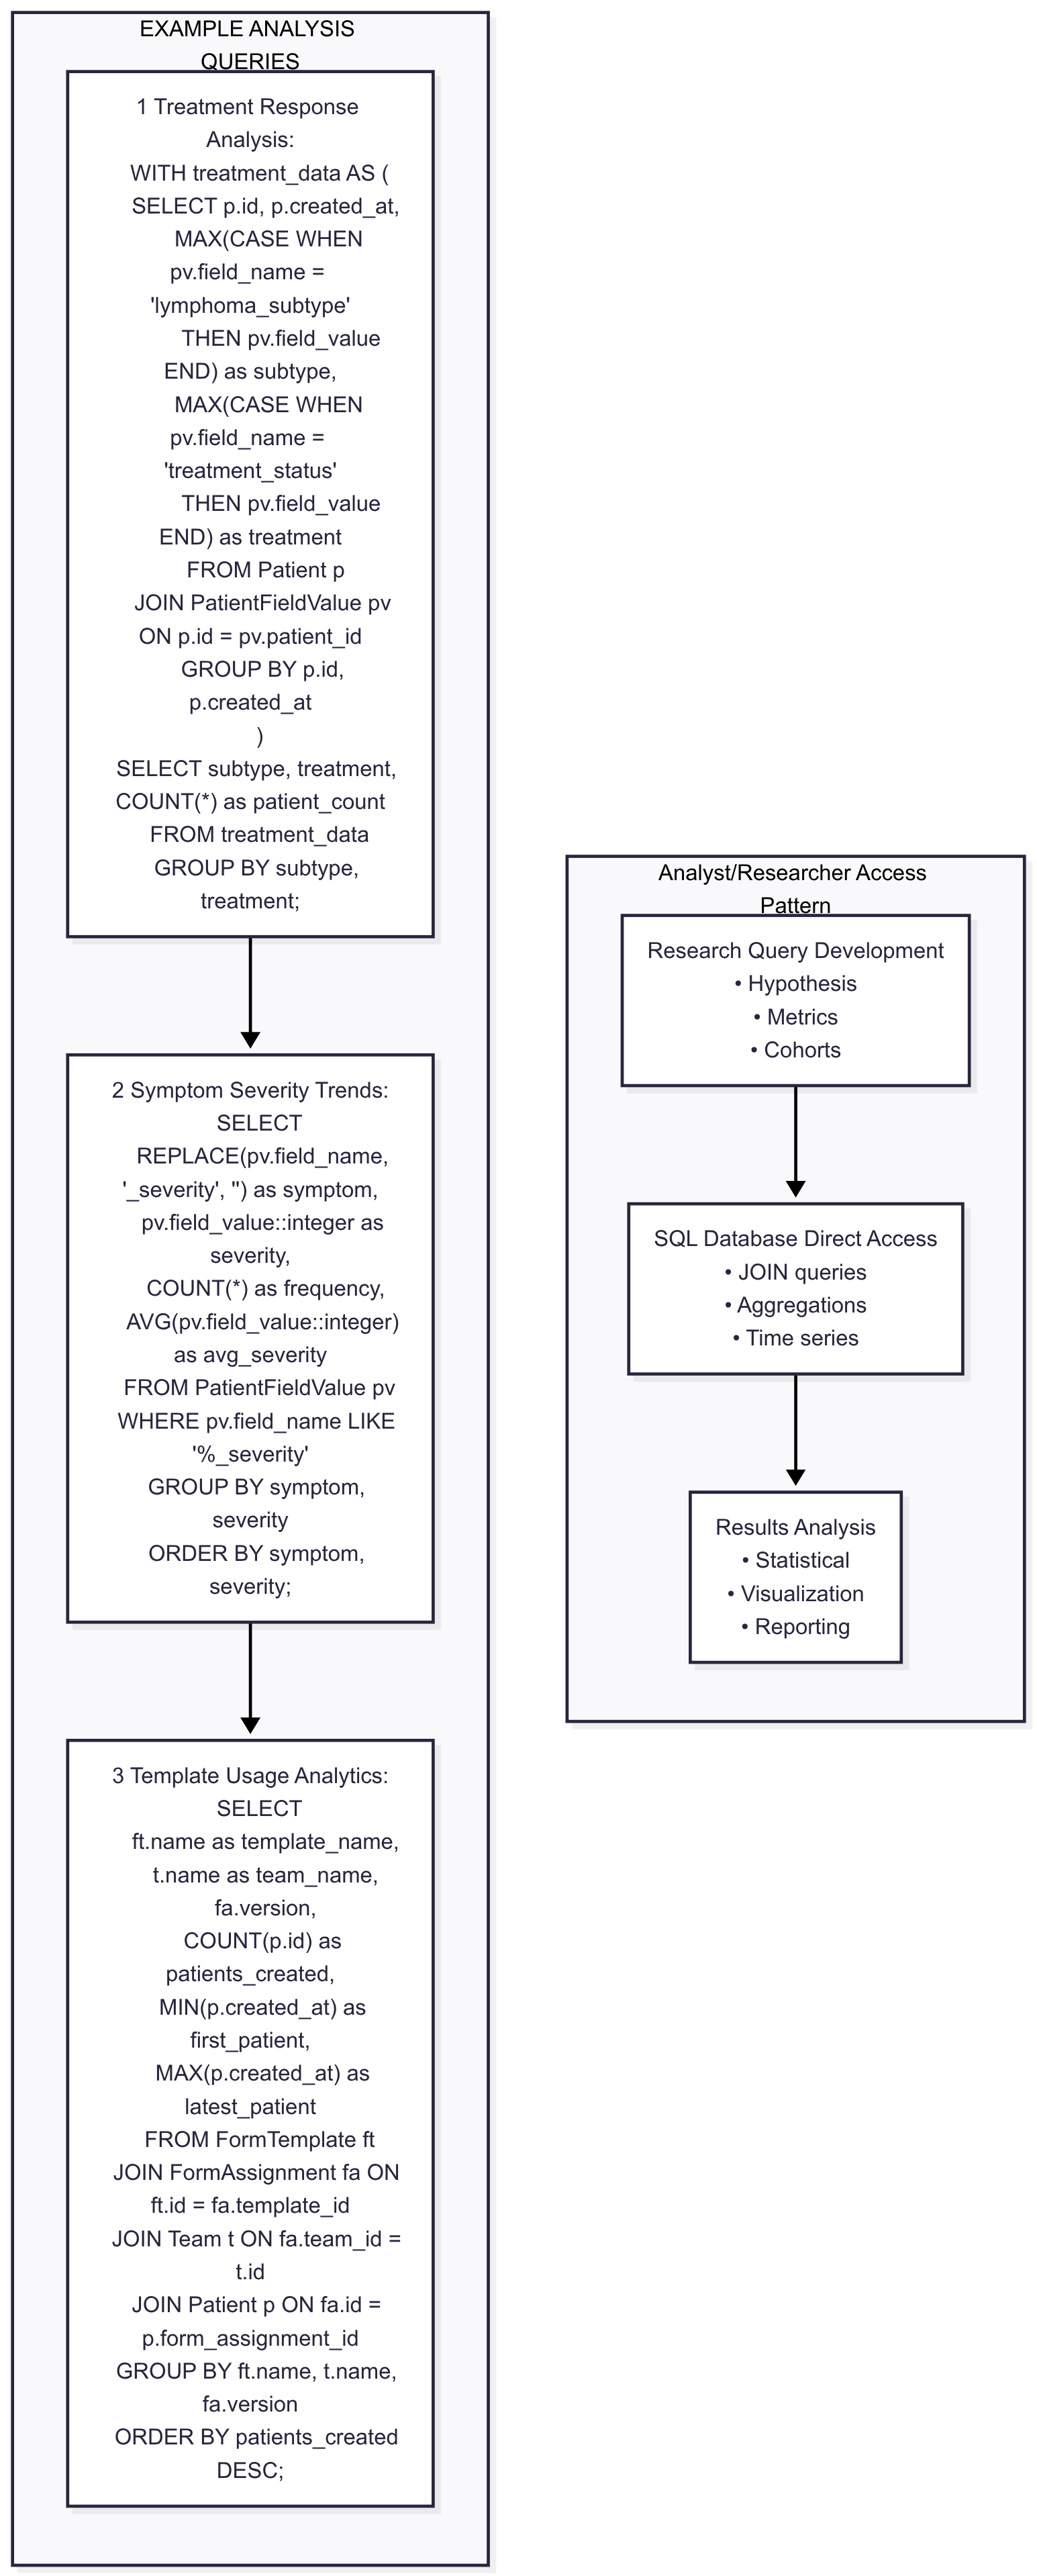 EXAMPLE ANALYSIS
QUERIES
1 Treatment Response
Analysis:
WITH treatment_data AS (
SELECT p.id, p.created_at,
MAX(CASE WHEN
pv.field_name =
'lymphoma_subtype'
THEN pv.field_value
END) as subtype,
MAX(CASE WHEN
pv.field_name =
'treatment_status'
THEN pv.field_value
END) as treatment
FROM Patient p
JOIN PatientFieldValue pv
ON p.id = pv.patient_id
GROUP BY p.id,
p.created_at
)
SELECT subtype, treatment,
COUNT(*) as patient_count
FROM treatment_data
GROUP BY subtype,
treatment;
2 Symptom Severity Trends:
SELECT
REPLACE(pv.field_name,
'_severity', '') as symptom,
pv.field_value::integer as
severity,
COUNT(*) as frequency,
AVG(pv.field_value::integer)
as avg_severity
FROM PatientFieldValue pv
WHERE pv.field_name LIKE
'%_severity'
GROUP BY symptom,
severity
ORDER BY symptom,
severity;
3 Template Usage Analytics:
SELECT
ft.name as template_name,
t.name as team_name,
fa.version,
COUNT(p.id) as
patients_created,
MIN(p.created_at) as
first_patient,
MAX(p.created_at) as
latest_patient
FROM FormTemplate ft
JOIN FormAssignment fa ON
ft.id = fa.template_id
JOIN Team t ON fa.team_id =
t.id
JOIN Patient p ON fa.id =
p.form_assignment_id
GROUP BY ft.name, t.name,
fa.version
ORDER BY patients_created
DESC;
Analyst/Researcher Access
Pattern
Research Query Development
• Hypothesis
• Metrics
• Cohorts
SQL Database Direct Access
• JOIN queries
• Aggregations
• Time series
Results Analysis
• Statistical
• Visualization
• Reporting